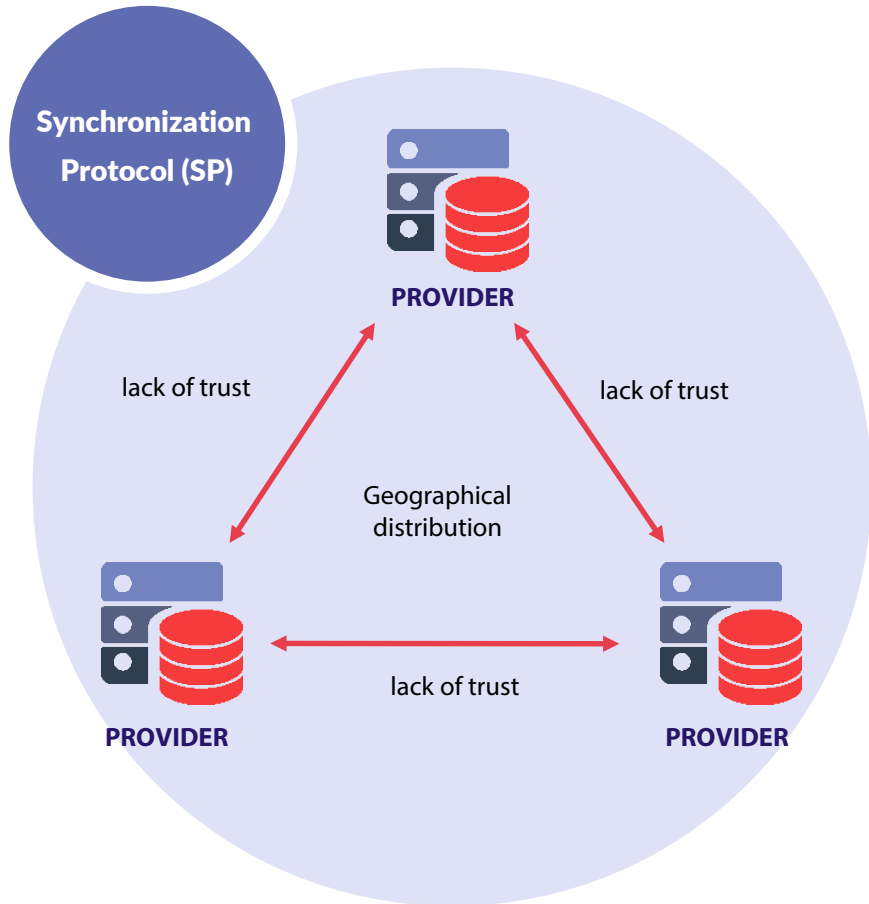 Synchronization
Protocol (SP)
PROVIDER
lack of trust
lack of trust
Geographical
distribution
lack of trust
PROVIDER
PROVIDER